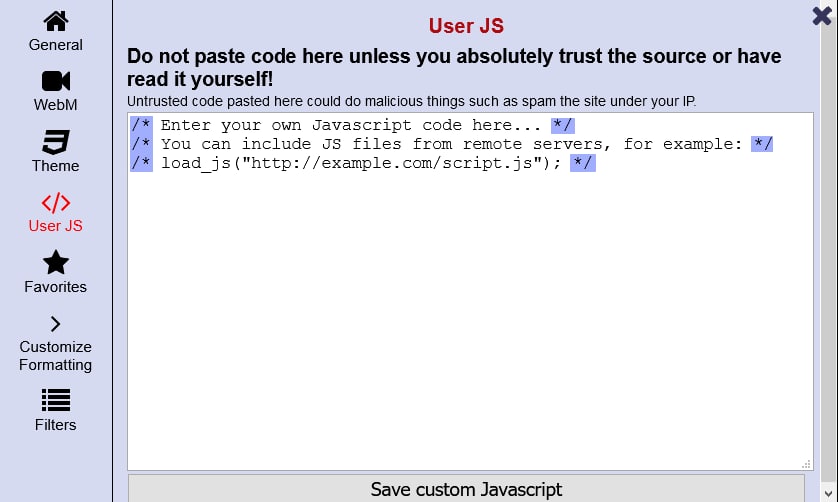 General
WebM
Theme
User JS
Favorites
Customize
Formatting
Filters
User JS
Do not paste code here unless you absolutely trust the source or have
read it yourself!
Untrusted code pasted here could do malicious things such as spam the site under your IP.
/* Enter your own Javascript code here... */
/* You can include JS files from remote servers, for example: */
/* load_js("http://example.com/script.js"); */
Save custom Javascript